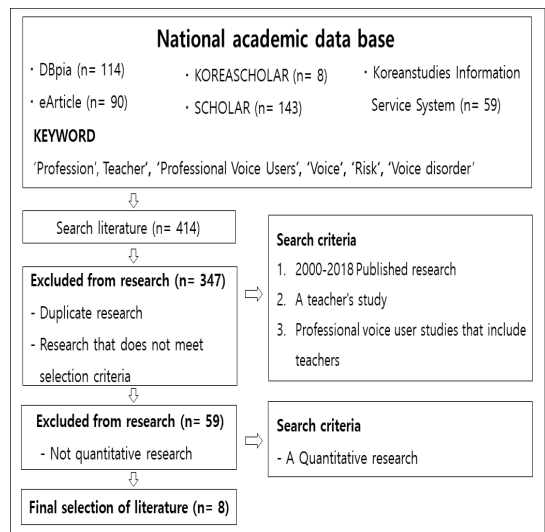 National academic data base
· DBpia (n= 114)
· KOREASCHOLAR (n= 8)
· Koreanstudies Information
Service System (n= 59)
· eArticle (n= 90)
· SCHOLAR (n= 143)
KEYWORD
'Profession', Teacher', 'Professional Voice Users', 'Voice', 'Risk', 'Voice disorder'
Search literature (n= 414)
Excluded from research (n= 347)
- Duplicate research
- Research that does not meet
selection criteria
Search criteria
1. 2000-2018 Published research
2. A teacher's study
3. Professional voice user studies that include
teachers
Excluded from research (n= 59)
- Not quantitative research
Search criteria
- A Quantitative research
Final selection of literature (n= 8)